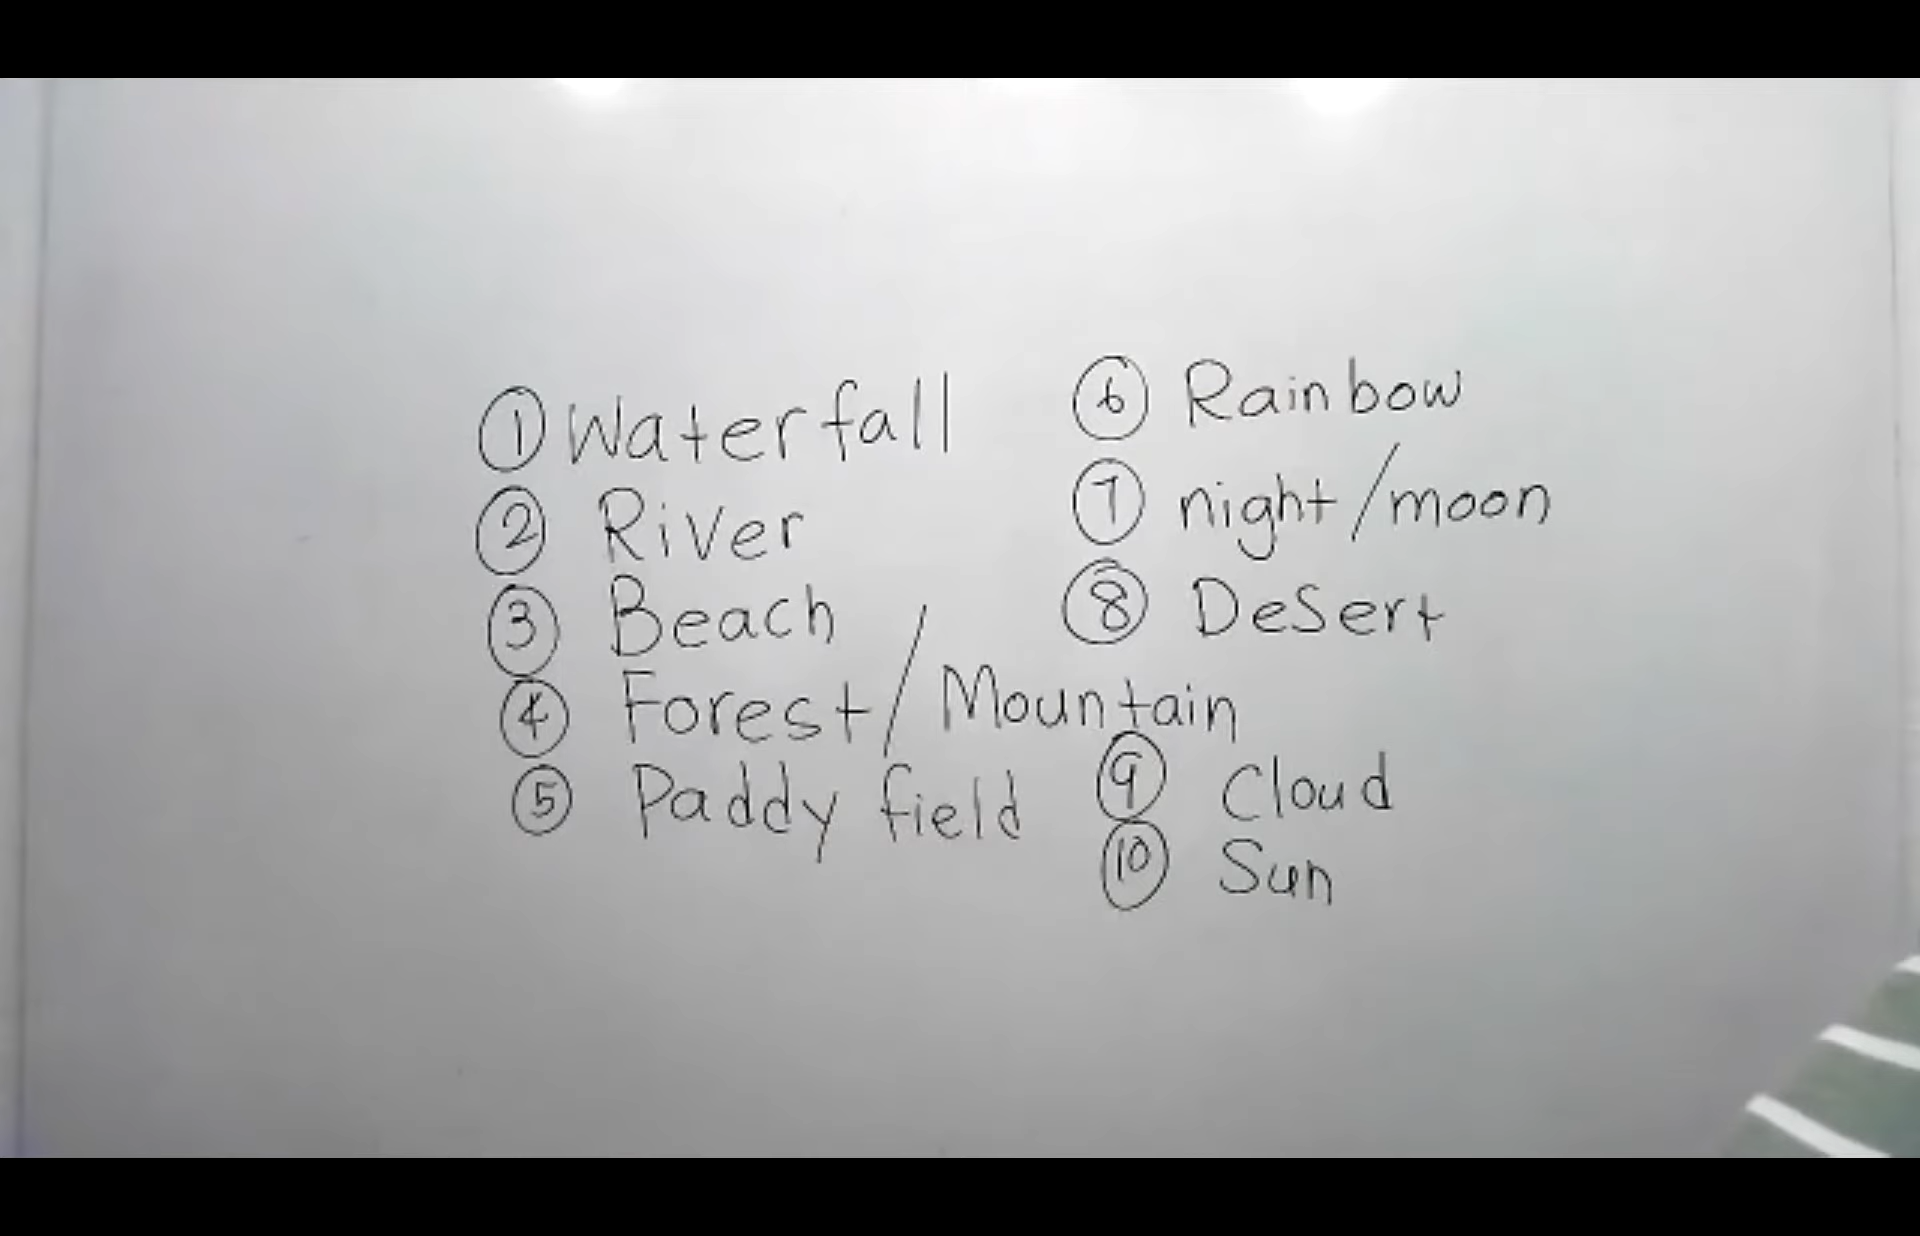 ① Waterfall
② River
③ Beach
④ Forest/Mountain
⑤ Paddy field
⑥ Rainbow
⑦ night/moon
⑧ Desert
⑨ Cloud
⑩ Sun